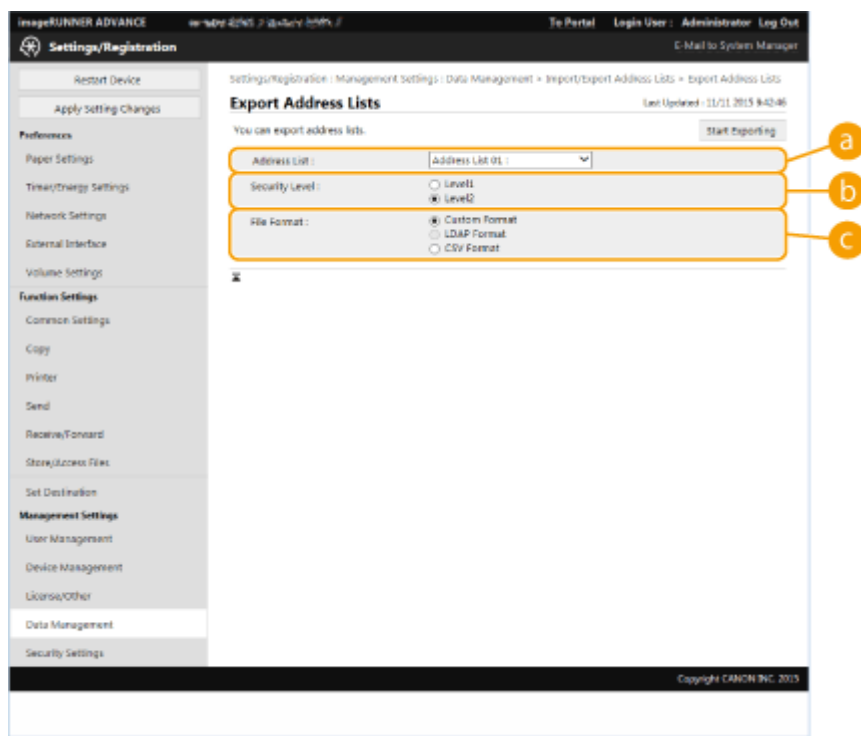 imageRUNNER ADVANCE
To Portal Login User : Administrator Log Out
Settings/Registration
E-Mail to System Manager
Restart Device
Apply Setting Changes
Preferences
Paper Settings
Timer/Energy Settings
Network Settings
External Interface
Volume Settings
Function Settings
Common Settings
Copy
Printer
Send
Receive/Forward
Store/Access Files
Set Destination
Management Settings
User Management
Device Management
License/Other
Data Management
Security Settings
Settings/Registration : Management Settings : Data Management > Import/Export Address Lists > Export Address Lists
Export Address Lists
Last Updated : 11/11 2015 9:42:46
You can export address lists.
Start Exporting
Address List :
Address List 01 :
a
Security Level :
Level1
Level2
b
File Format :
Custom Format
LDAP Format
CSV Format
c
Copyright CANON INC. 2015